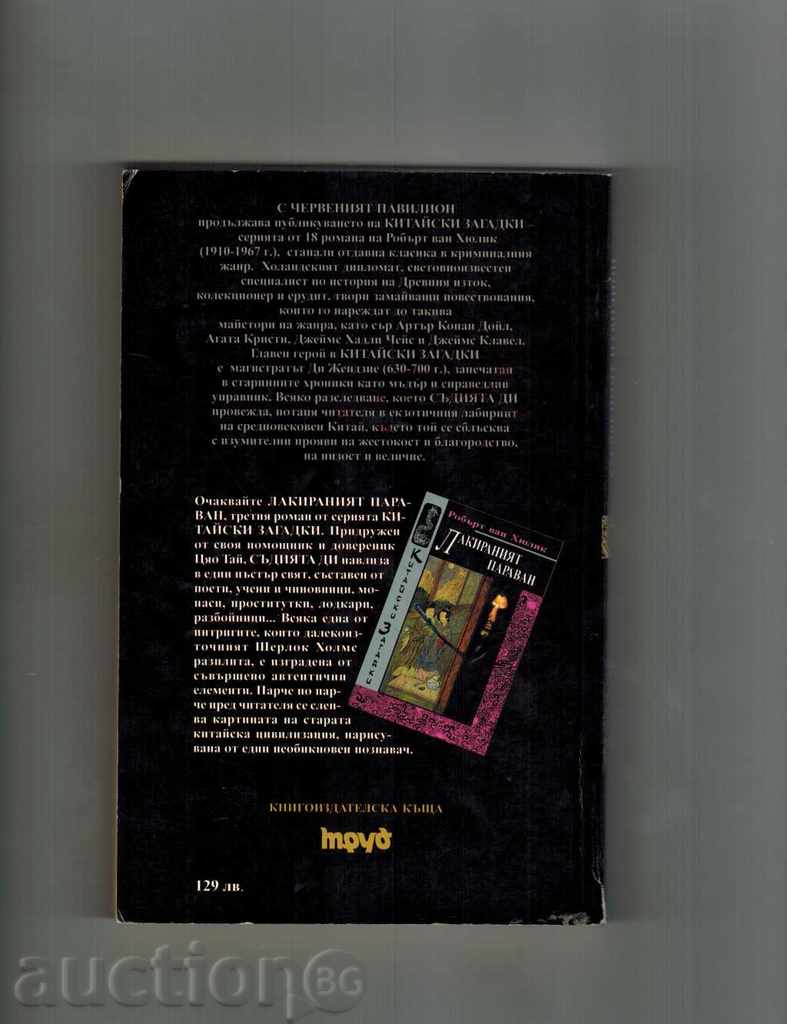 С ЧЕРВЕНИЯТ ПАВИЛИОН
продължава публикуването на КИТАЙСКИ ЗАГАДКИ –
серията от 18 романа на Робърт ван Хюлик
(1910-1967 г.), станали отдавна класика в криминалния
жанр. Холандският дипломат, световноизвестен
специалист по история на Древния изток,
колекционер и ерудит, твори замайващи повествования,
които го нареждат до такива
майстори на жанра, като сър Артър Конан Дойл,
Агата Кристи, Джеймс Хадли Чейс и Джеймс Клавел.
Главен герой в КИТАЙСКИ ЗАГАДКИ
е магистратът Ди Жендзие (630-700 г.), запечатан
в старинните хроники като мъдър и справедлив
управник. Всяко разследване, което СЪДИЯТА ДИ
провежда, потапя читателя в екзотичния лабиринт
на средновековен Китай, където той се сблъсква
с изумителни прояви на жестокост и благородство,
на низост и величие.
Очаквайте ЛАКИРАНИЯТ ПАРА-
ВАН, третия роман от серията КИ-
ТАЙСКИ ЗАГАДКИ. Придружен
от своя помощник и довереник
Цяо Тай, СЪДИЯТА ДИ навлиза
в един пъстър свят, съставен от
поети, учени и чиновници, мо-
наси, проститутки, лодкари,
разбойници... Всяка една от
интригите, които далекоиз-
точният Шерлок Холмс
разплита, е изградена от
съвършено автентични
елементи. Парче по пар-
че пред читателя се слеп-
ва картината на старата
китайска цивилизация, нарису-
вана от един необикновен познавач.
Робърт ван Хюлик
ЛАКИРАНИЯТ
ПАРАВАН
Китайски Загадки
КНИГОИЗДАТЕЛСКА КЪЩА
труд
129 лв.
auctionBG